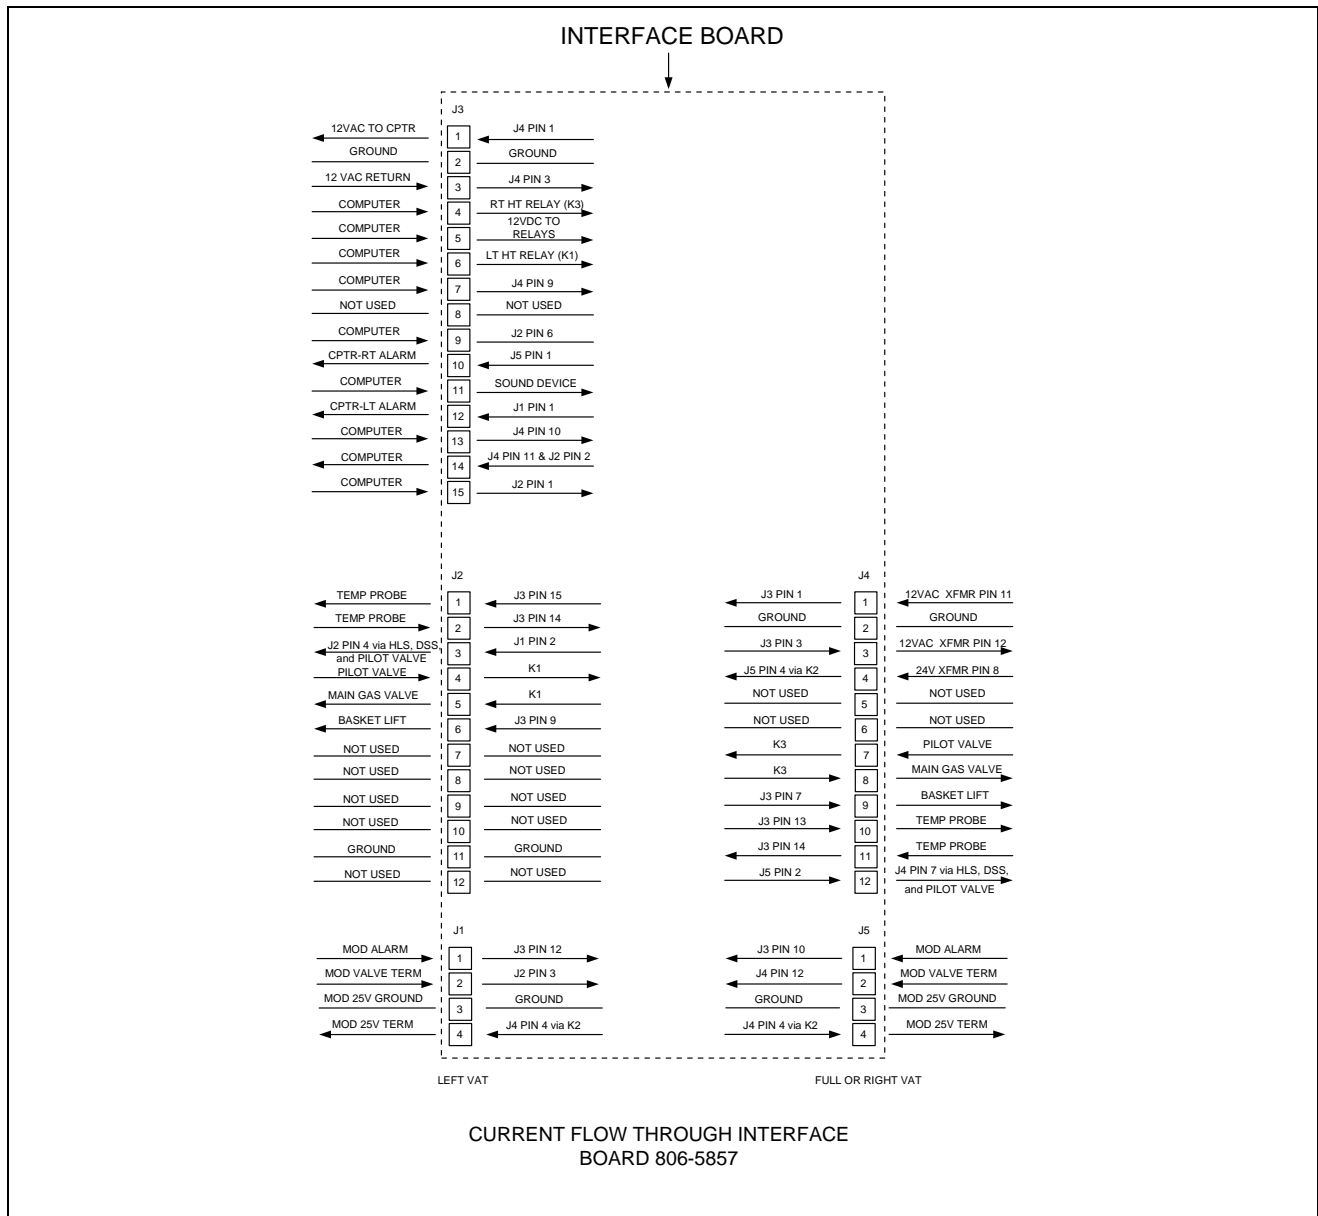 INTERFACE BOARD
J3
12VAC TO CPTR 1 J4 PIN 1
GROUND 2 GROUND
12 VAC RETURN 3 J4 PIN 3
COMPUTER 4 RT HT RELAY (K3)
COMPUTER 5 12VDC TO
RELAYS
COMPUTER 6 LT HT RELAY (K1)
COMPUTER 7 J4 PIN 9
NOT USED 8 NOT USED
COMPUTER 9 J2 PIN 6
CPTR-RT ALARM 10 J5 PIN 1
COMPUTER 11 SOUND DEVICE
CPTR-LT ALARM 12 J1 PIN 1
COMPUTER 13 J4 PIN 10
COMPUTER 14 J4 PIN 11 & J2 PIN 2
COMPUTER 15 J2 PIN 1
J2
TEMP PROBE 1 J3 PIN 15
TEMP PROBE 2 J3 PIN 14
J2 PIN 4 via HLS, DSS,
and PILOT VALVE 3 J1 PIN 2
PILOT VALVE 4 K1
MAIN GAS VALVE 5 K1
BASKET LIFT 6 J3 PIN 9
NOT USED 7 NOT USED
NOT USED 8 NOT USED
NOT USED 9 NOT USED
NOT USED 10 NOT USED
GROUND 11 GROUND
NOT USED 12 NOT USED
J4
J3 PIN 1 1 12VAC XFMR PIN 11
GROUND 2 GROUND
J3 PIN 3 3 12VAC XFMR PIN 12
J5 PIN 4 via K2 4 24V XFMR PIN 8
NOT USED 5 NOT USED
NOT USED 6 NOT USED
K3 7 PILOT VALVE
K3 8 MAIN GAS VALVE
J3 PIN 7 9 BASKET LIFT
J3 PIN 13 10 TEMP PROBE
J3 PIN 14 11 TEMP PROBE
J5 PIN 2 12 J4 PIN 7 via HLS, DSS,
and PILOT VALVE
J1
MOD ALARM 1 J3 PIN 12
MOD VALVE TERM 2 J2 PIN 3
MOD 25V GROUND 3 GROUND
MOD 25V TERM 4 J4 PIN 4 via K2
J5
J3 PIN 10 1 MOD ALARM
J4 PIN 12 2 MOD VALVE TERM
GROUND 3 MOD 25V GROUND
J4 PIN 4 via K2 4 MOD 25V TERM
LEFT VAT
FULL OR RIGHT VAT
CURRENT FLOW THROUGH INTERFACE
BOARD 806-5857